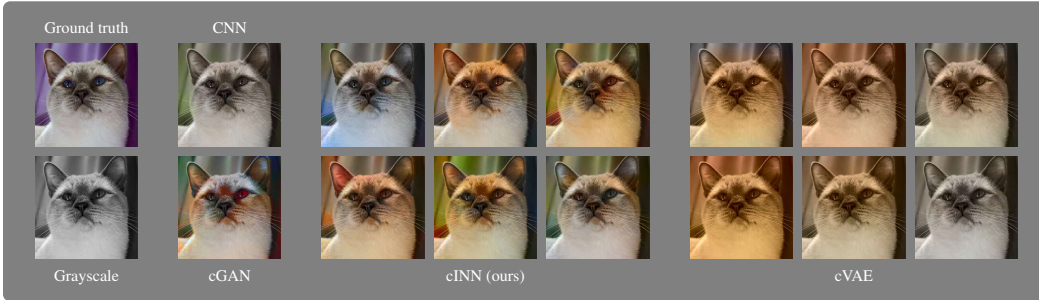 Ground truth
CNN
Grayscale
cGAN
cINN (ours)
cVAE